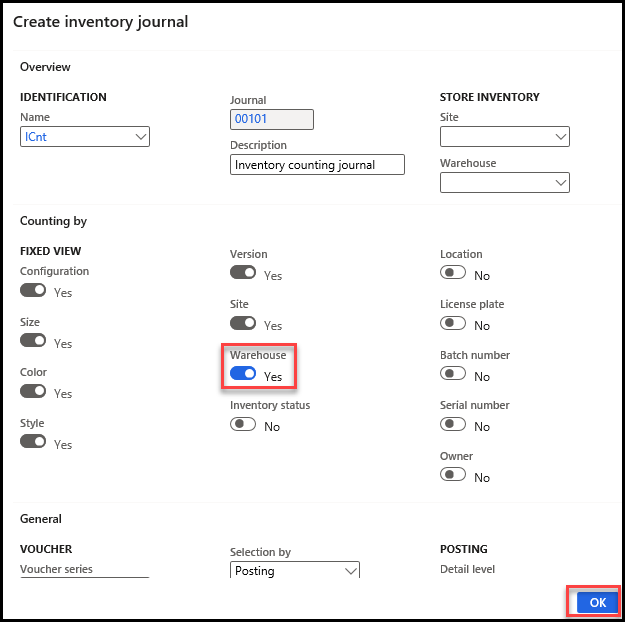 Create inventory journal
Overview
IDENTIFICATION
Name
ICnt
Journal
00101
Description
Inventory counting journal
STORE INVENTORY
Site
Warehouse
Counting by
FIXED VIEW
Configuration
Yes
Size
Yes
Color
Yes
Style
Yes
Version
Yes
Site
Yes
Warehouse
Yes
Inventory status
No
Location
No
License plate
No
Batch number
No
Serial number
No
Owner
No
General
VOUCHER
Voucher series
Selection by
Posting
POSTING
Detail level
OK